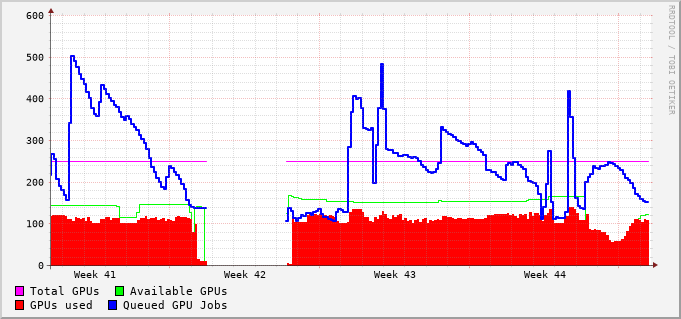 600
500
400
300
200
100
0
Week 41 Week 42 Week 43 Week 44
Total GPUs Available GPUs
GPUs used Queued GPU Jobs
RRDTOOL / TOBI OETIKER